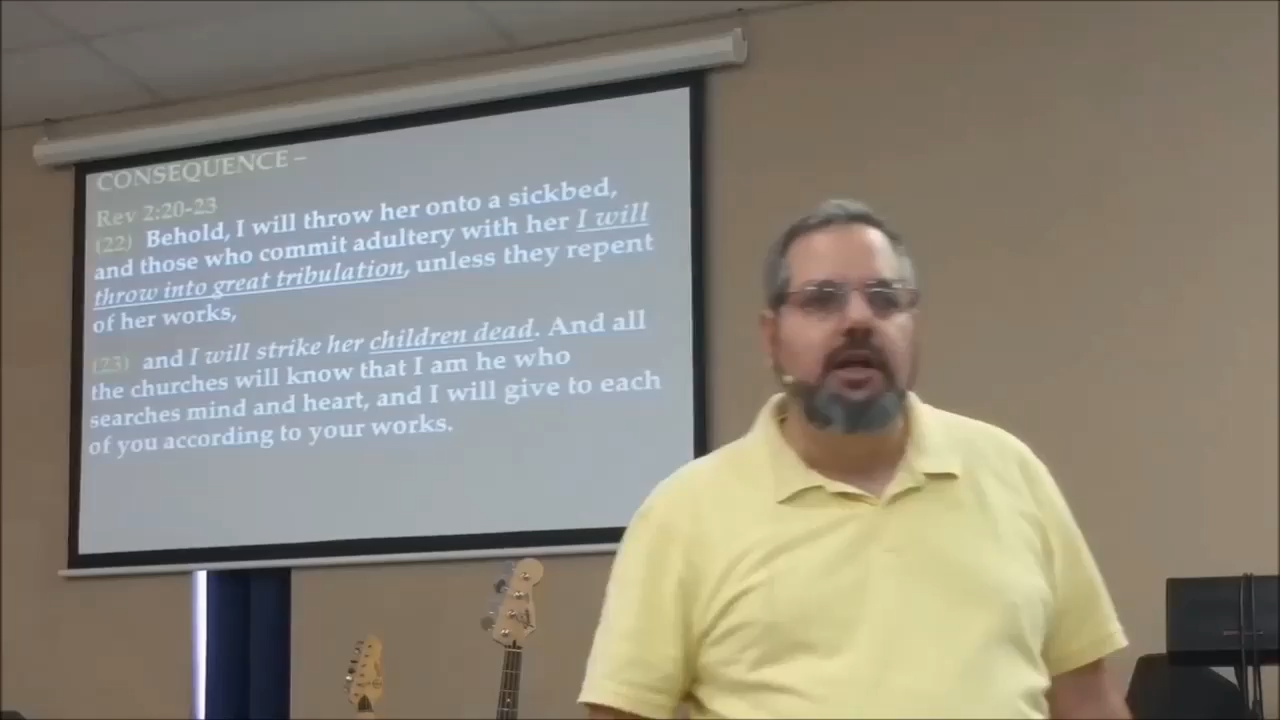 CONSEQUENCE –
Rev 2:20-23
(22) Behold, I will throw her onto a sickbed,
and those who commit adultery with her I will
throw into great tribulation, unless they repent
of her works,
(23) and I will strike her children dead. And all
the churches will know that I am he who
searches mind and heart, and I will give to each
of you according to your works.